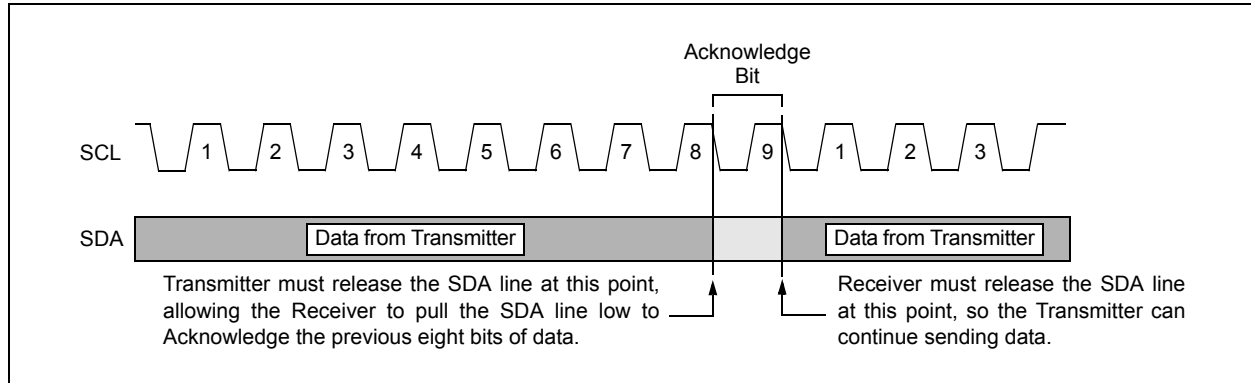 Acknowledge
Bit
SCL
1 2 3 4 5 6 7 8 9 1 2 3
SDA
Data from Transmitter
Data from Transmitter
Transmitter must release the SDA line at this point,
allowing the Receiver to pull the SDA line low to
Acknowledge the previous eight bits of data.
Receiver must release the SDA line
at this point, so the Transmitter can
continue sending data.